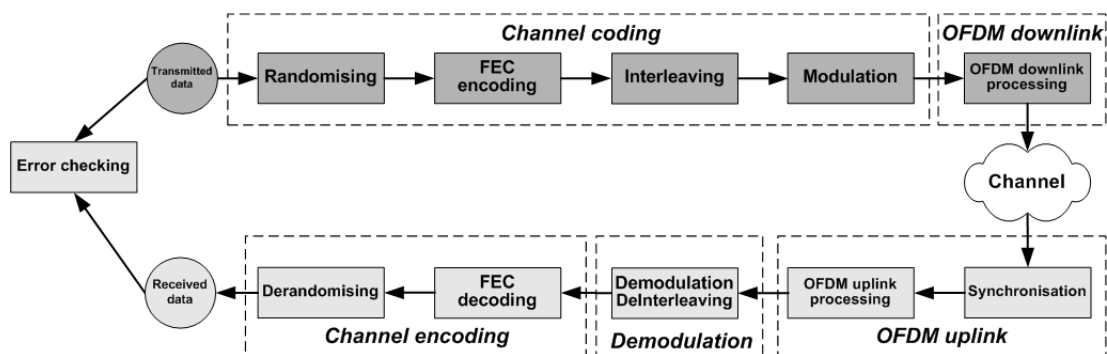 Channel coding
OFDM downlink
Transmitted
data
Randomising
FEC
encoding
Interleaving
Modulation
OFDM downlink
processing
Error checking
Channel
Received
data
Derandomising
FEC
decoding
Demodulation
DeInterleaving
OFDM uplink
processing
Synchronisation
Channel encoding
Demodulation
OFDM uplink